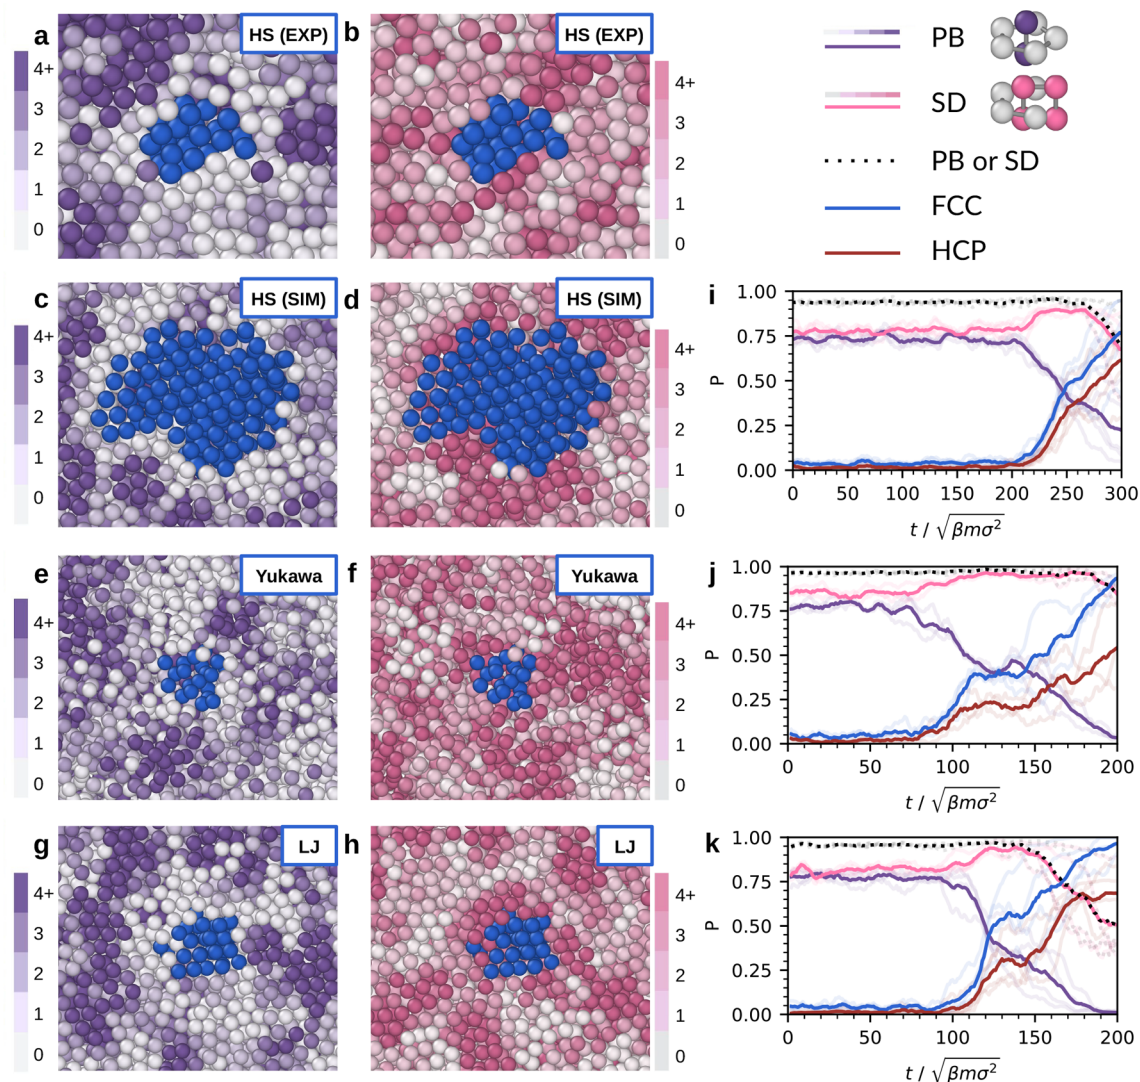 a
HS (EXP)
4+
3
2
1
0
b
HS (EXP)
4+
3
2
1
0
PB
SD
PB or SD
FCC
HCP
c
HS (SIM)
4+
3
2
1
0
d
HS (SIM)
4+
3
2
1
0
i
1.00
0.75
0.50
0.25
0.00
P
0 50 100 150 200 250 300
t / √βmσ²
e
Yukawa
4+
3
2
1
0
f
Yukawa
4+
3
2
1
0
j
1.00
0.75
0.50
0.25
0.00
P
0 50 100 150 200
t / √βmσ²
g
LJ
4+
3
2
1
0
h
LJ
4+
3
2
1
0
k
1.00
0.75
0.50
0.25
0.00
P
0 50 100 150 200
t / √βmσ²